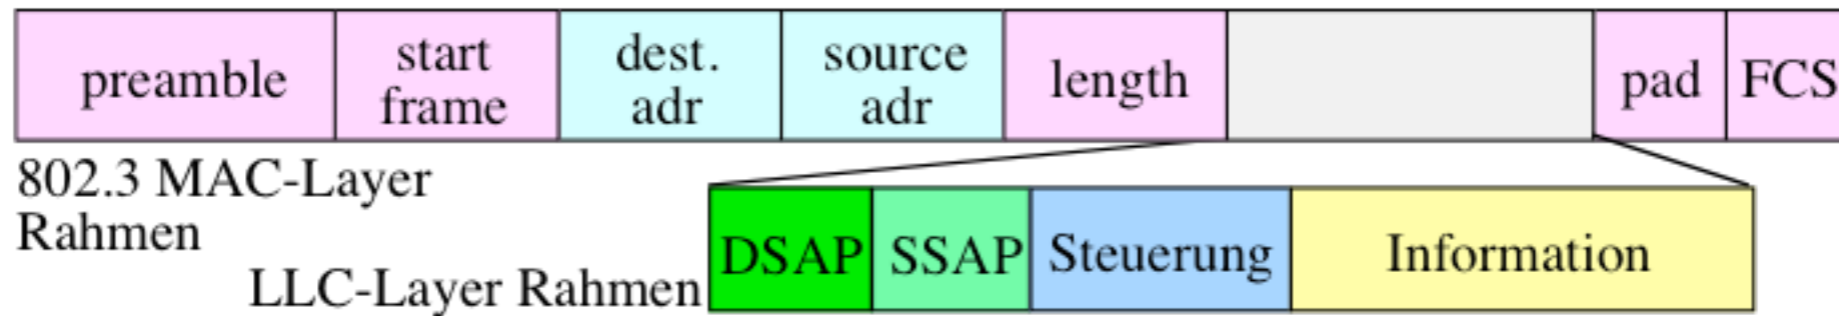 preamble
start
frame
dest.
adr
source
adr
length
pad
FCS
802.3 MAC-Layer
Rahmen
LLC-Layer Rahmen
DSAP
SSAP
Steuerung
Information